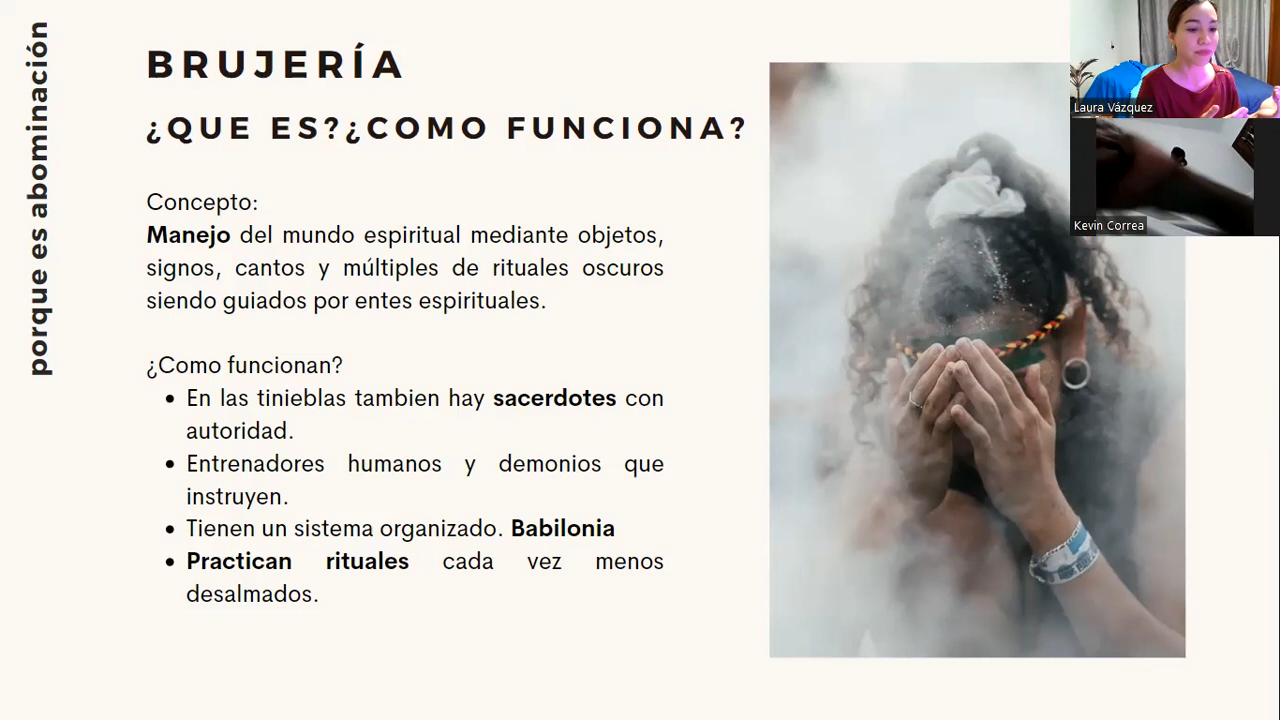 porque es abominación
BRUJERÍA
¿QUE ES?¿COMO FUNCIONA?
Concepto:
Manejo del mundo espiritual mediante objetos,
signos, cantos y múltiples de rituales oscuros
siendo guiados por entes espirituales.
¿Como funcionan?
• En las tinieblas tambien hay sacerdotes con
autoridad.
• Entrenadores humanos y demonios que
instruyen.
• Tienen un sistema organizado. Babilonia
• Practican rituales cada vez menos
desalmados.
Laura Vázquez
Kevin Correa